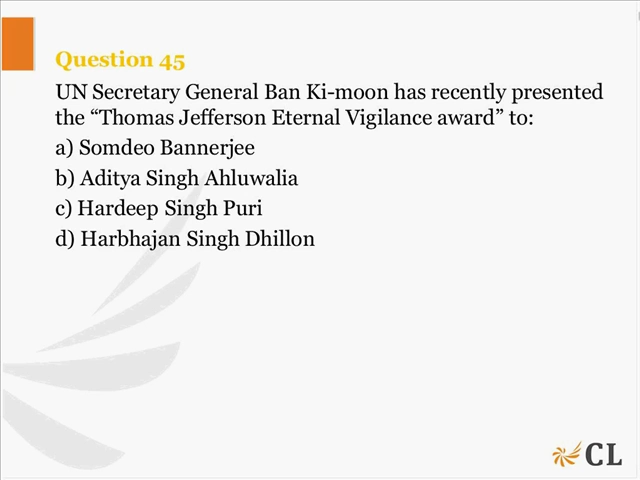 Question 45
UN Secretary General Ban Ki-moon has recently presented
the “Thomas Jefferson Eternal Vigilance award” to:
a) Somdeo Bannerjee
b) Aditya Singh Ahluwalia
c) Hardeep Singh Puri
d) Harbhajan Singh Dhillon
CL